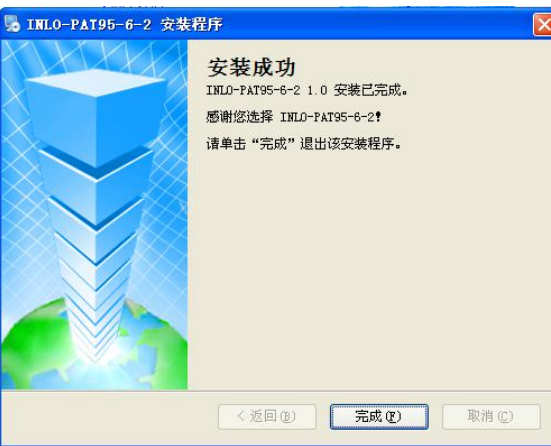 INLO-PAT95-6-2 安装程序
安装成功
INLO-PAT95-6-2 1.0 安装已完成。
感谢您选择 INLO-PAT95-6-2!
请单击“完成”退出该安装程序。
< 返回(B)
完成(F)
取消(C)